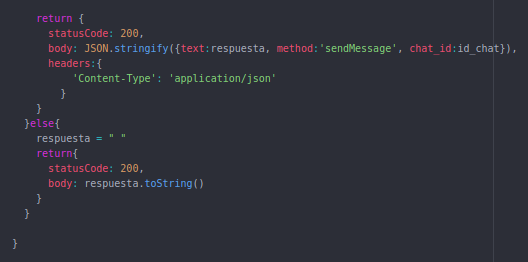 return {
statusCode: 200,
body: JSON.stringify({text:respuesta, method:'sendMessage', chat_id:id_chat}),
headers:{
'Content-Type': 'application/json'
}
}
}else{
respuesta = " "
return{
statusCode: 200,
body: respuesta.toString()
}
}
}